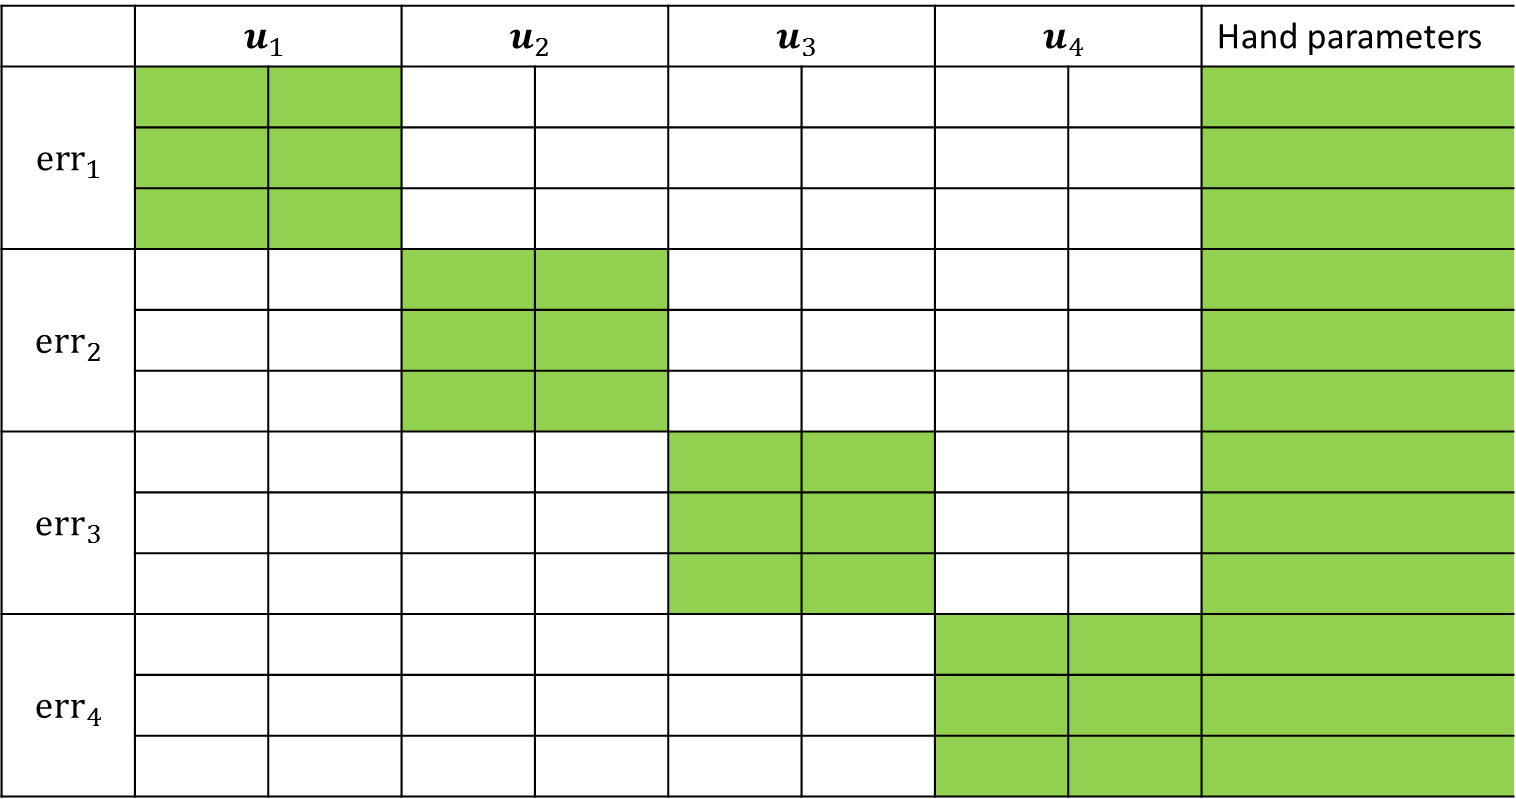 u₁ u₂ u₃ u₄ Hand parameters
err₁
err₂
err₃
err₄